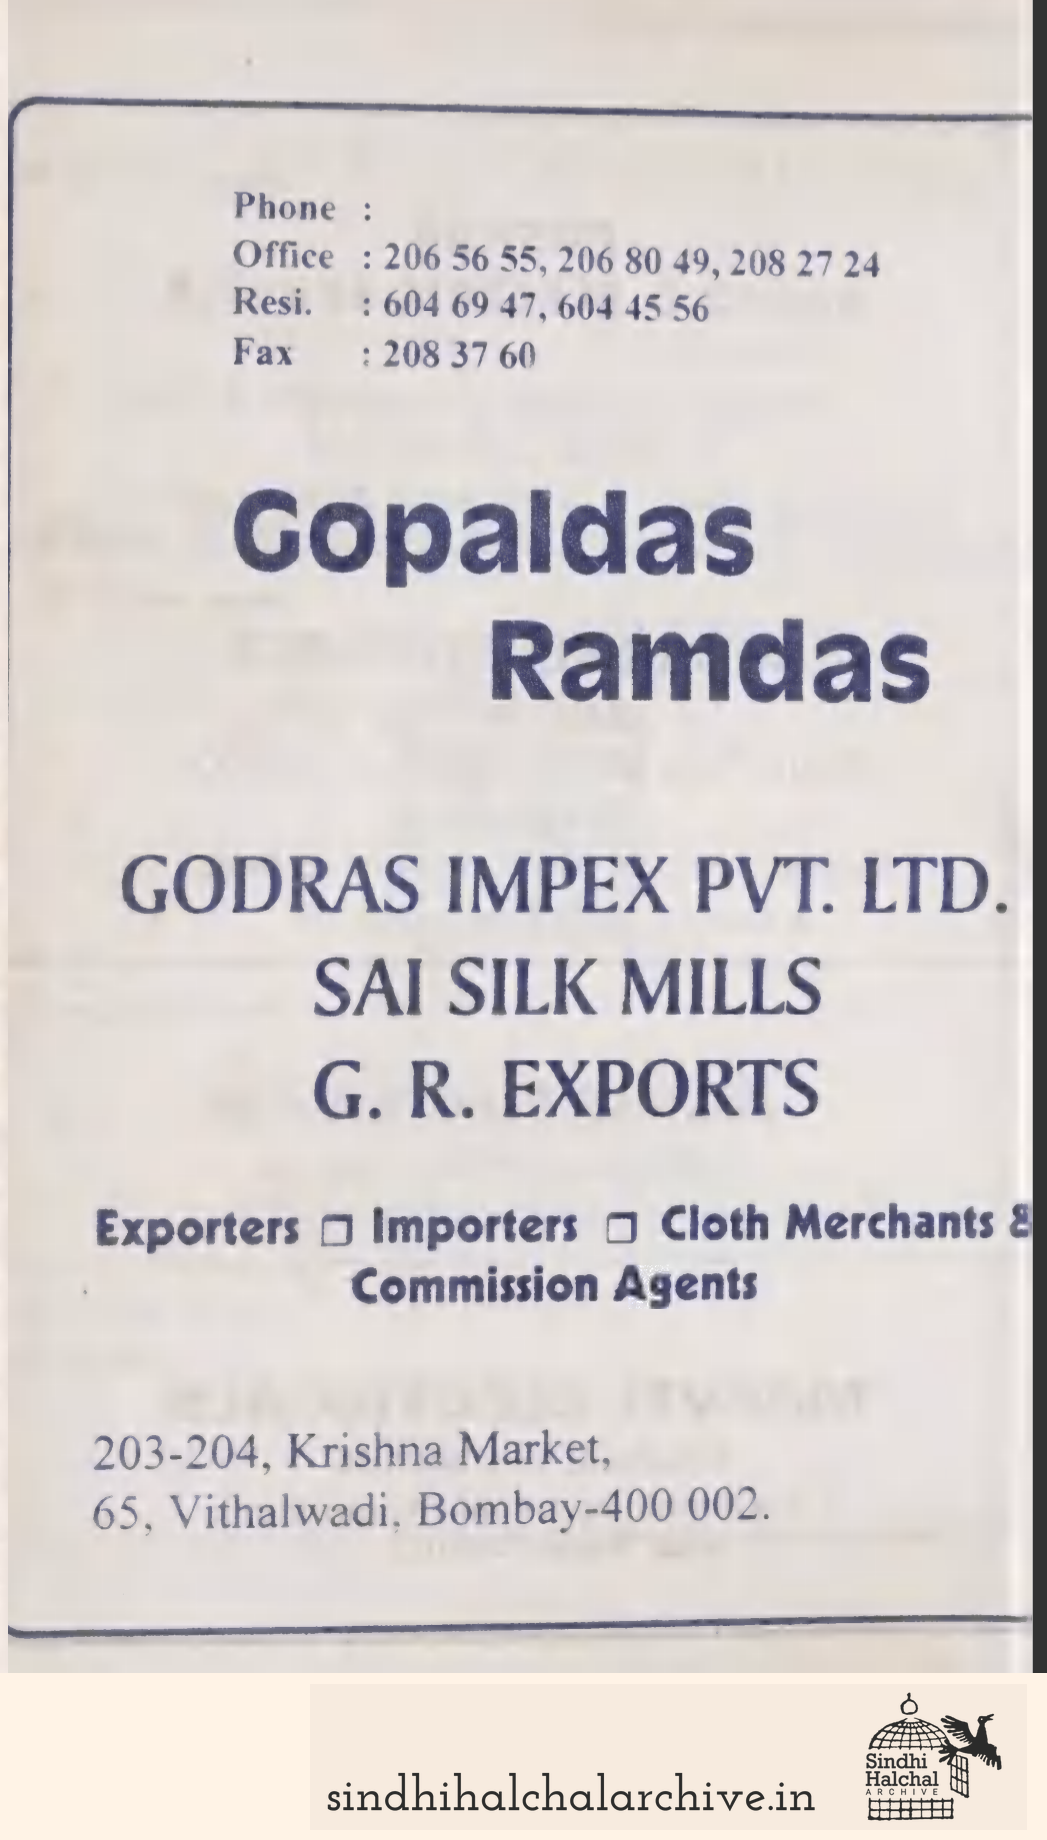 Phone :
Office : 206 56 55, 206 80 49, 208 27 24
Resi. : 604 69 47, 604 45 56
Fax : 208 37 60
Gopaldas
Ramdas
GODRAS IMPEX PVT. LTD.
SAI SILK MILLS
G. R. EXPORTS
Exporters ❐ Importers ❐ Cloth Merchants &
Commission Agents
203-204, Krishna Market,
65, Vithalwadi, Bombay-400 002.
sindhihalchalarchive.in
Sindhi
Halchal
ARCHIVE